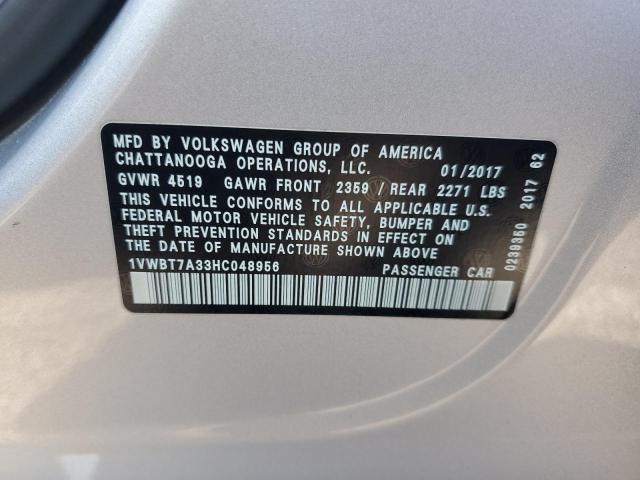 MFD BY VOLKSWAGEN GROUP OF AMERICA
CHATTANOOGA OPERATIONS, LLC. 01/2017
GVWR 4519 GAWR FRONT 2359 / REAR 2271 LBS
THIS VEHICLE CONFORMS TO ALL APPLICABLE U.S.
FEDERAL MOTOR VEHICLE SAFETY, BUMPER AND
THEFT PREVENTION STANDARDS IN EFFECT ON
THE DATE OF MANUFACTURE SHOWN ABOVE
1VWBT7A33HC048956 PASSENGER CAR
0239360 2017 62